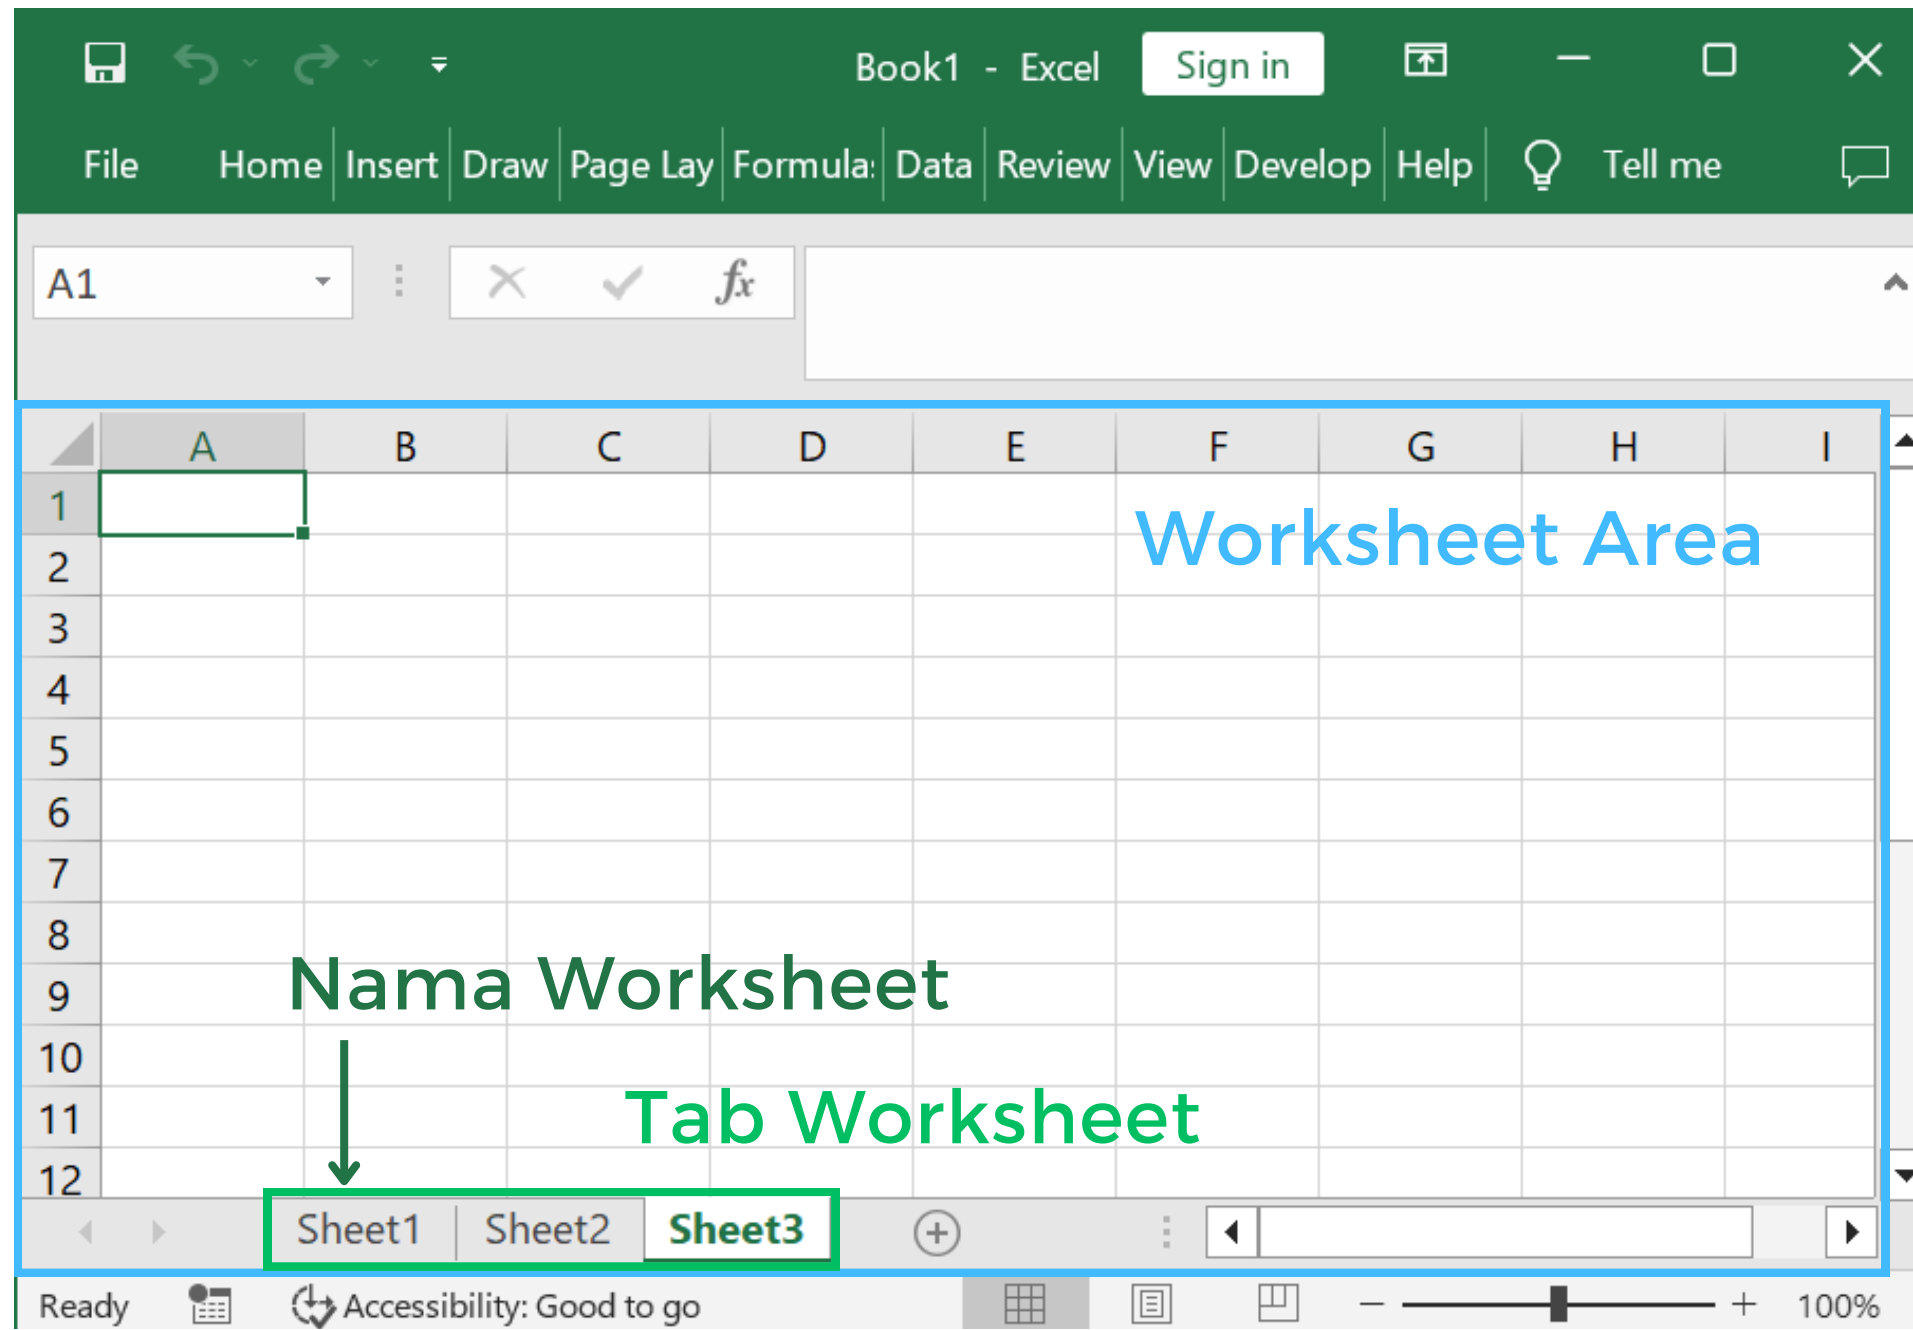 Book1 - Excel Sign in
File Home Insert Draw Page Lay Formula: Data Review View Develop Help Tell me
A1 fx
A B C D E F G H I
1
Worksheet Area
2
3
4
5
6
7
8
9
Nama Worksheet
10
11
Tab Worksheet
12
Sheet1 Sheet2 Sheet3
Ready Accessibility: Good to go 100%